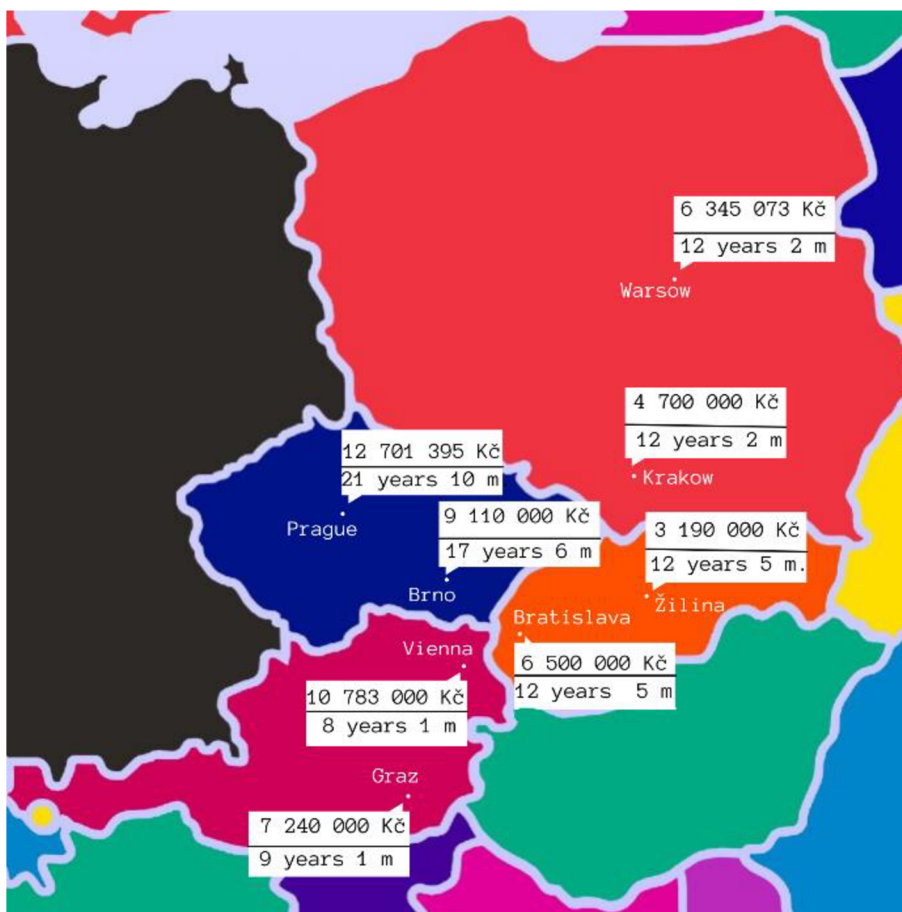 6 345 073 Kč
12 years 2 m
Warsow
4 700 000 Kč
12 years 2 m
Krakow
12 701 395 Kč
21 years 10 m
Prague
9 110 000 Kč
17 years 6 m
Brno
3 190 000 Kč
12 years 5 m.
Žilina
Bratislava
6 500 000 Kč
12 years 5 m
Vienna
10 783 000 Kč
8 years 1 m
Graz
7 240 000 Kč
9 years 1 m